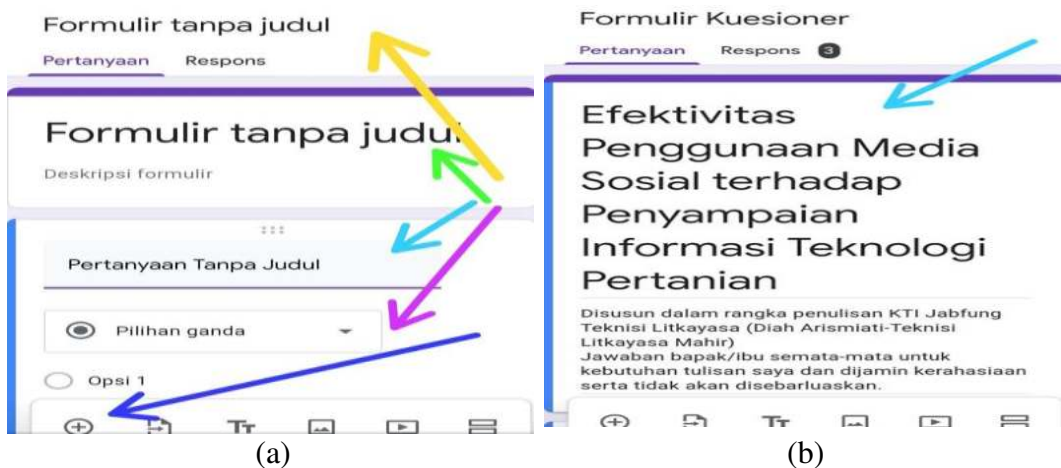 Formulir tanpa judul
Pertanyaan Respons
Formulir tanpa judul
Deskripsi formulir
Pertanyaan Tanpa Judul
Pilihan ganda
Opsi 1
Tт
(a)
Formulir Kuesioner
Pertanyaan Respons 3
Efektivitas
Penggunaan Media
Sosial terhadap
Penyampaian
Informasi Teknologi
Pertanian
Disusun dalam rangka penulisan KTI Jabfung
Teknisi Litkayasa (Diah Arismiati-Teknisi
Litkayasa Mahir)
Jawaban bapak/ibu semata-mata untuk
kebutuhan tulisan saya dan dijamin kerahasiaan
serta tidak akan disebarluaskan.
Tт
(b)